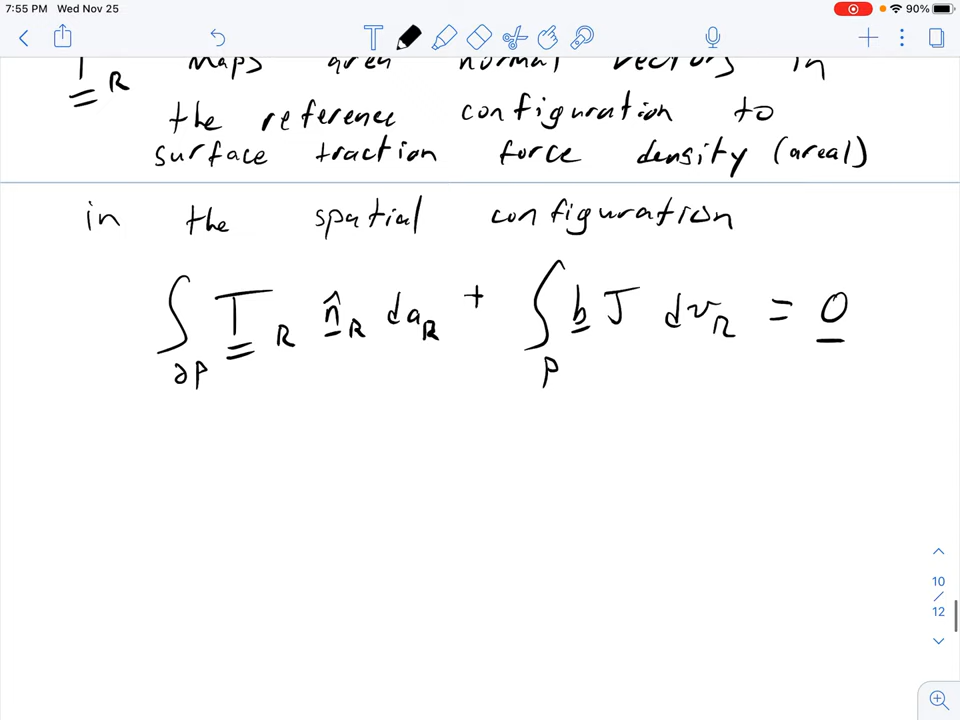 7:55 PM Wed Nov 25
90%
T
T_R Maps area normal vectors in
the reference configuration to
surface traction force density (areal)
in the spatial configuration
∫_∂P T_R n̂_R da_R + ∫_P b J dv_R = 0
10
/
12